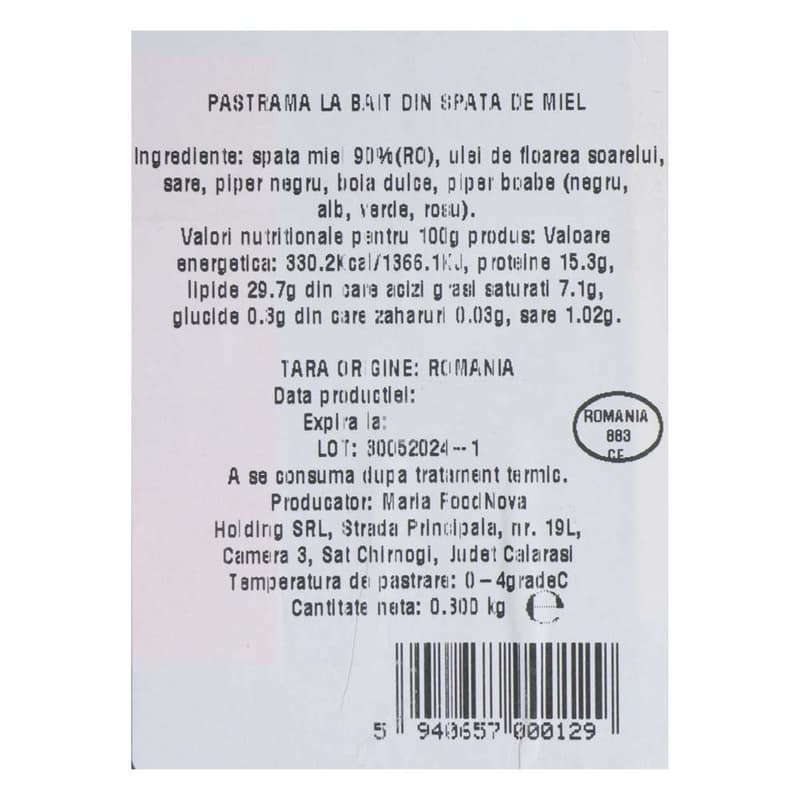 PASTRAMA LA BAIT DIN SPATA DE MIEL
Ingrediente: spata miel 90%(RO), ulei de floarea soarelui,
sare, piper negru, boia dulce, piper boabe (negru,
alb, verde, rosu).
Valori nutritionale pentru 100g produs: Valoare
energetica: 330.2Kcal/1366.1KJ, proteine 15.3g,
lipide 29.7g din care acizi grasi saturati 7.1g,
glucide 0.3g din care zaharuri 0.03g, sare 1.02g.
TARA ORIGINE: ROMANIA
Data productiei:
Expira la:
LOT: 30052024--1
A se consuma dupa tratament termic.
Producator: Maria FoodNova
Holding SRL, Strada Principala, nr. 19L,
Camera 3, Sat Chirnogi, Judet Calarasi
Temperatura de pastrare: 0-4gradeC
Cantitate neta: 0.300 kg e
ROMANIA
883
CE
5 940657 000129